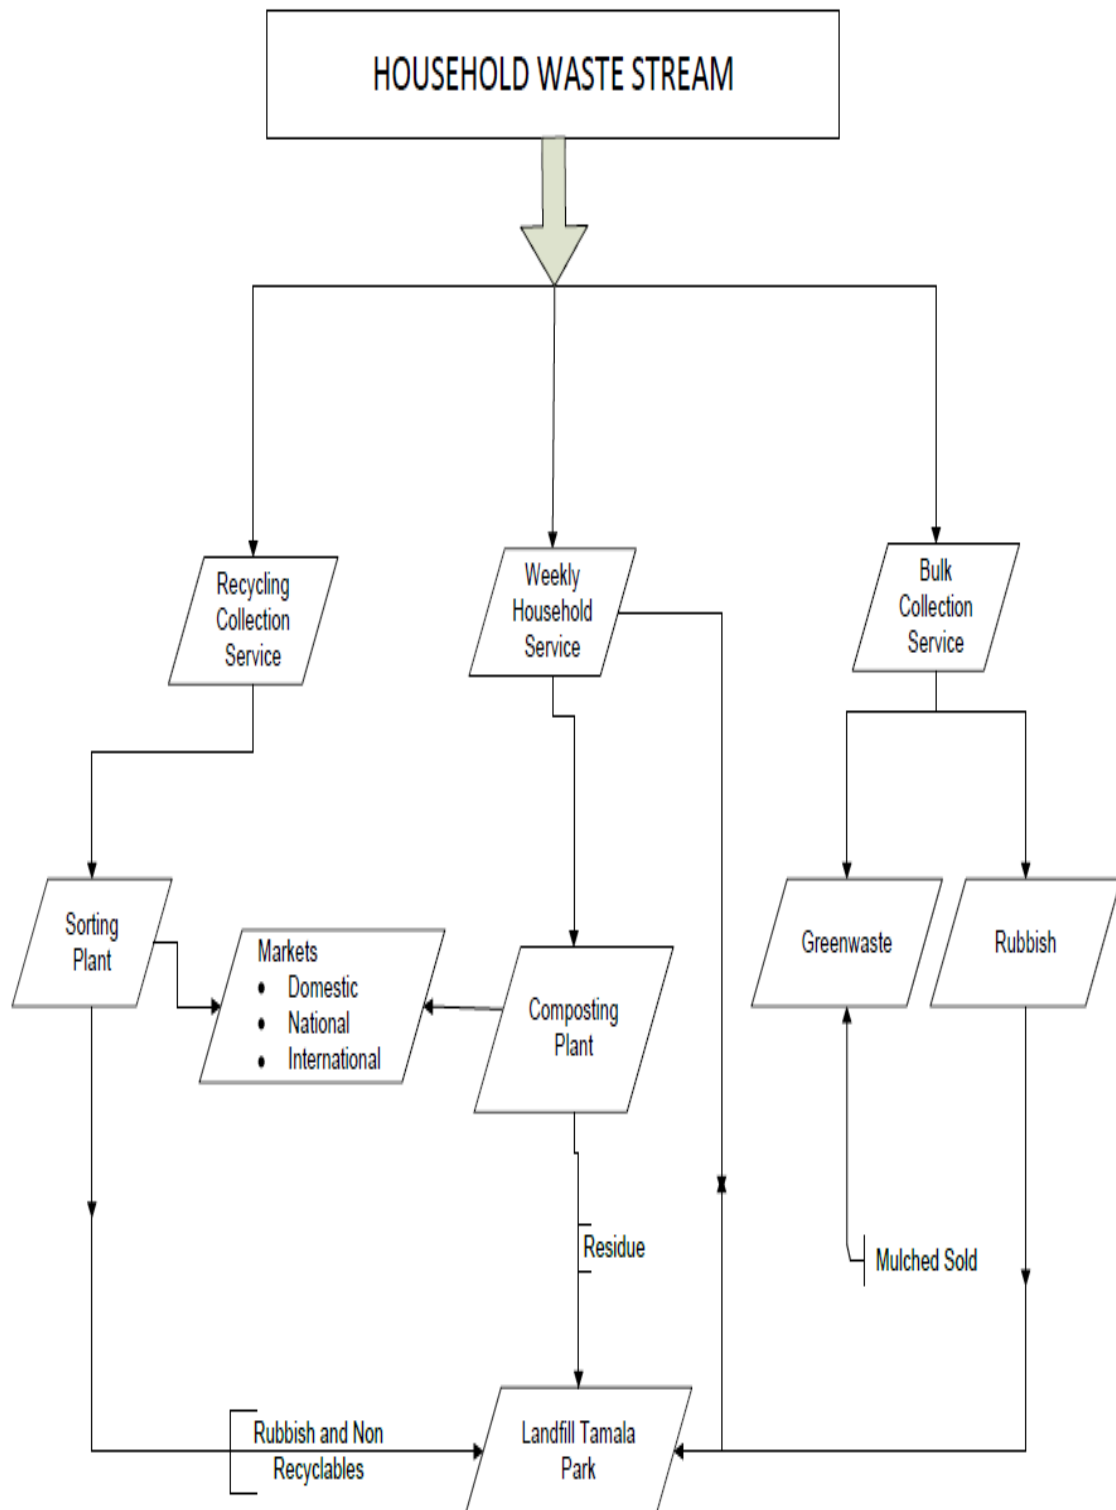 HOUSEHOLD WASTE STREAM
Recycling
Collection
Service
Weekly
Household
Service
Bulk
Collection
Service
Sorting
Plant
Markets
• Domestic
• National
• International
Composting
Plant
Greenwaste
Rubbish
Residue
Mulched Sold
Rubbish and Non
Recyclables
Landfill Tamala
Park